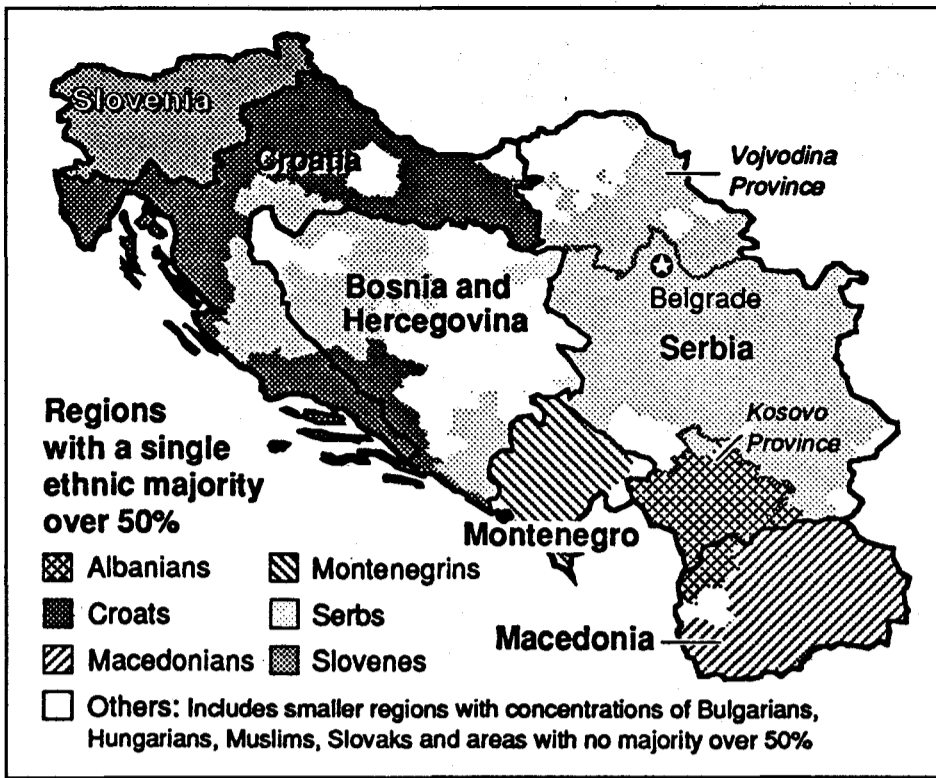 Slovenia
Croatia
Vojvodina
Province
Bosnia and
Hercegovina
Belgrade
Serbia
Kosovo
Province
Montenegro
Macedonia
Regions
with a single
ethnic majority
over 50%
Albanians
Montenegrins
Croats
Serbs
Macedonians
Slovenes
Others: Includes smaller regions with concentrations of Bulgarians,
Hungarians, Muslims, Slovaks and areas with no majority over 50%